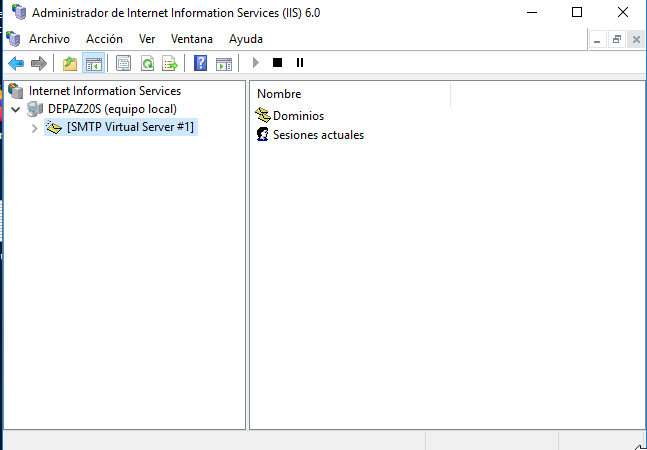 Administrador de Internet Information Services (IIS) 6.0
Archivo Acción Ver Ventana Ayuda
Internet Information Services
DEPAZ20S (equipo local)
[SMTP Virtual Server #1]
Nombre
Dominios
Sesiones actuales